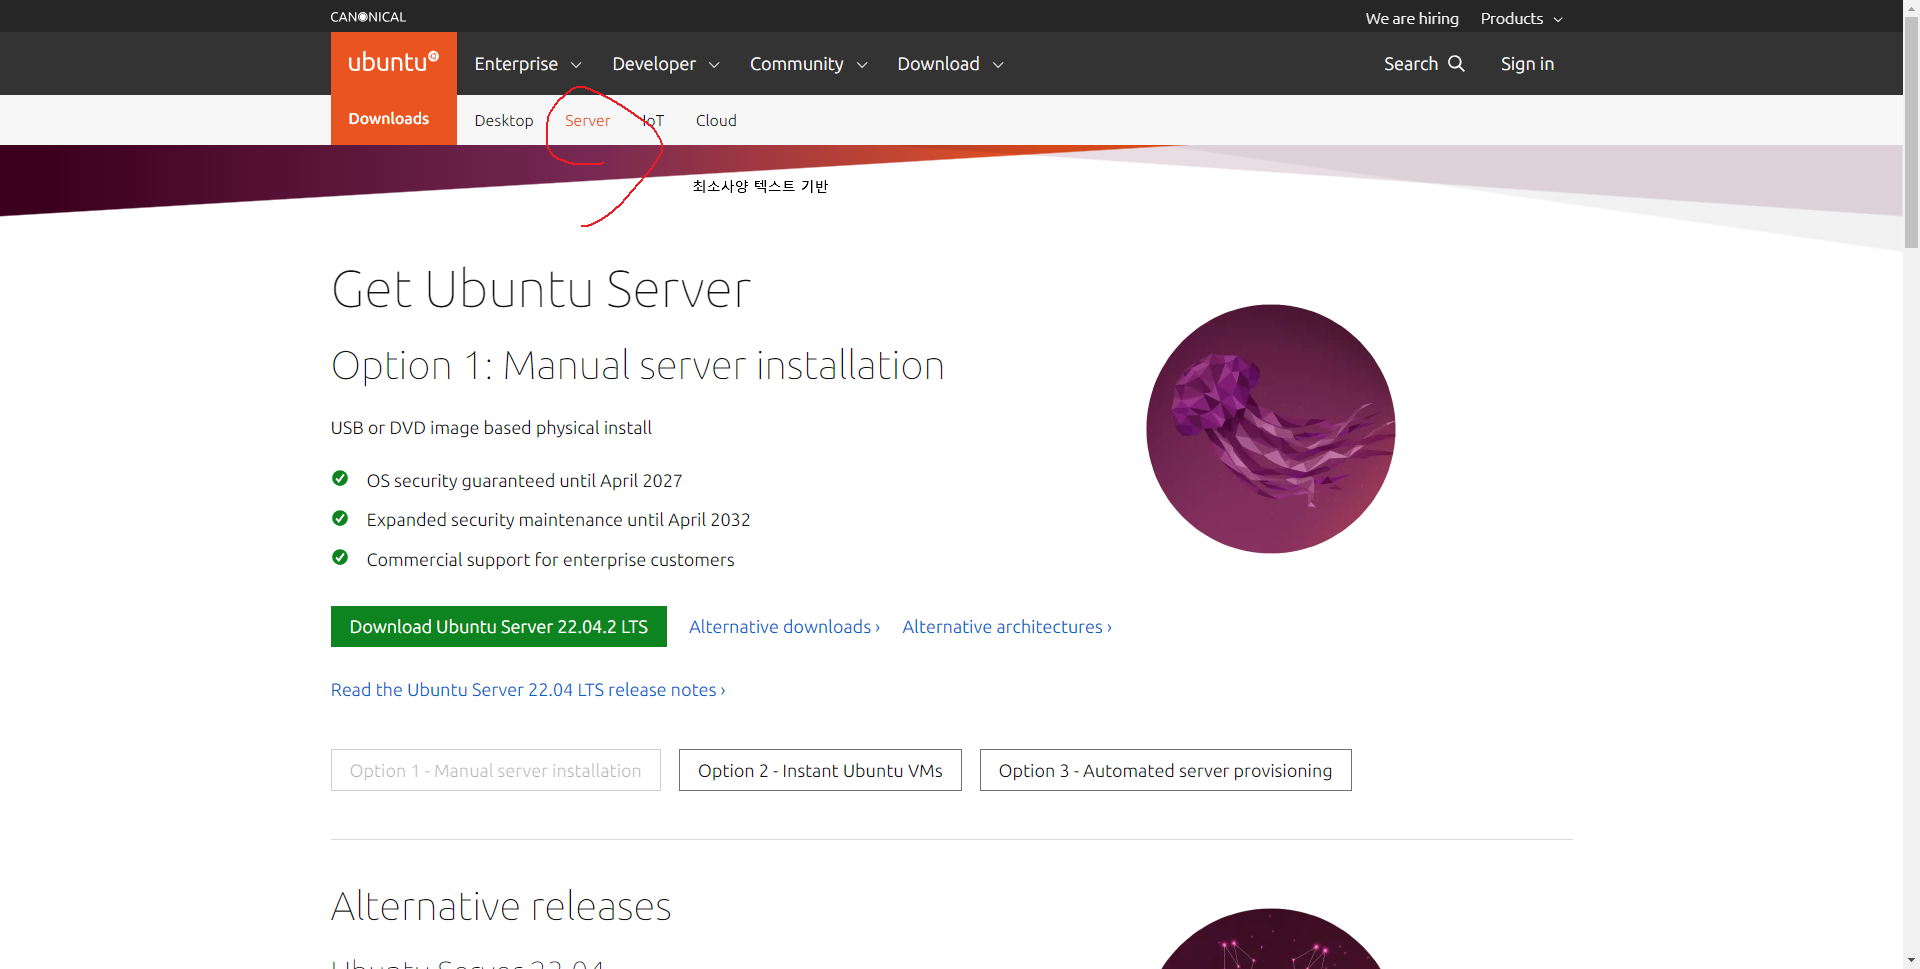 CANONICAL
We are hiring Products
ubuntu
Enterprise Developer Community Download
Search Sign in
Downloads
Desktop Server IoT Cloud
최소사양 텍스트 기반
Get Ubuntu Server
Option 1: Manual server installation
USB or DVD image based physical install
OS security guaranteed until April 2027
Expanded security maintenance until April 2032
Commercial support for enterprise customers
Download Ubuntu Server 22.04.2 LTS Alternative downloads › Alternative architectures ›
Read the Ubuntu Server 22.04 LTS release notes ›
Option 1 - Manual server installation Option 2 - Instant Ubuntu VMs Option 3 - Automated server provisioning
Alternative releases
Ubuntu Server 22.04